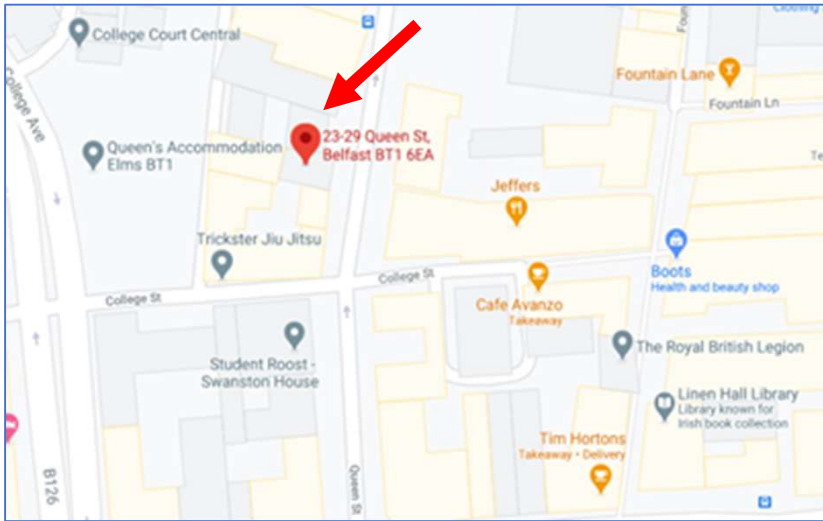 College Court Central
College Ave
Queen's Accommodation
Elms BT1
23-29 Queen St,
Belfast BT1 6EA
Fountain Lane
Fountain Ln
Jeffers
Trickster Jiu Jitsu
College St
College St
Boots
Health and beauty shop
Cafe Avanzo
Takeaway
Student Roost -
Swanston House
The Royal British Legion
Linen Hall Library
Library known for
Irish book collection
Tim Hortons
Takeaway • Delivery
Queen St
B126